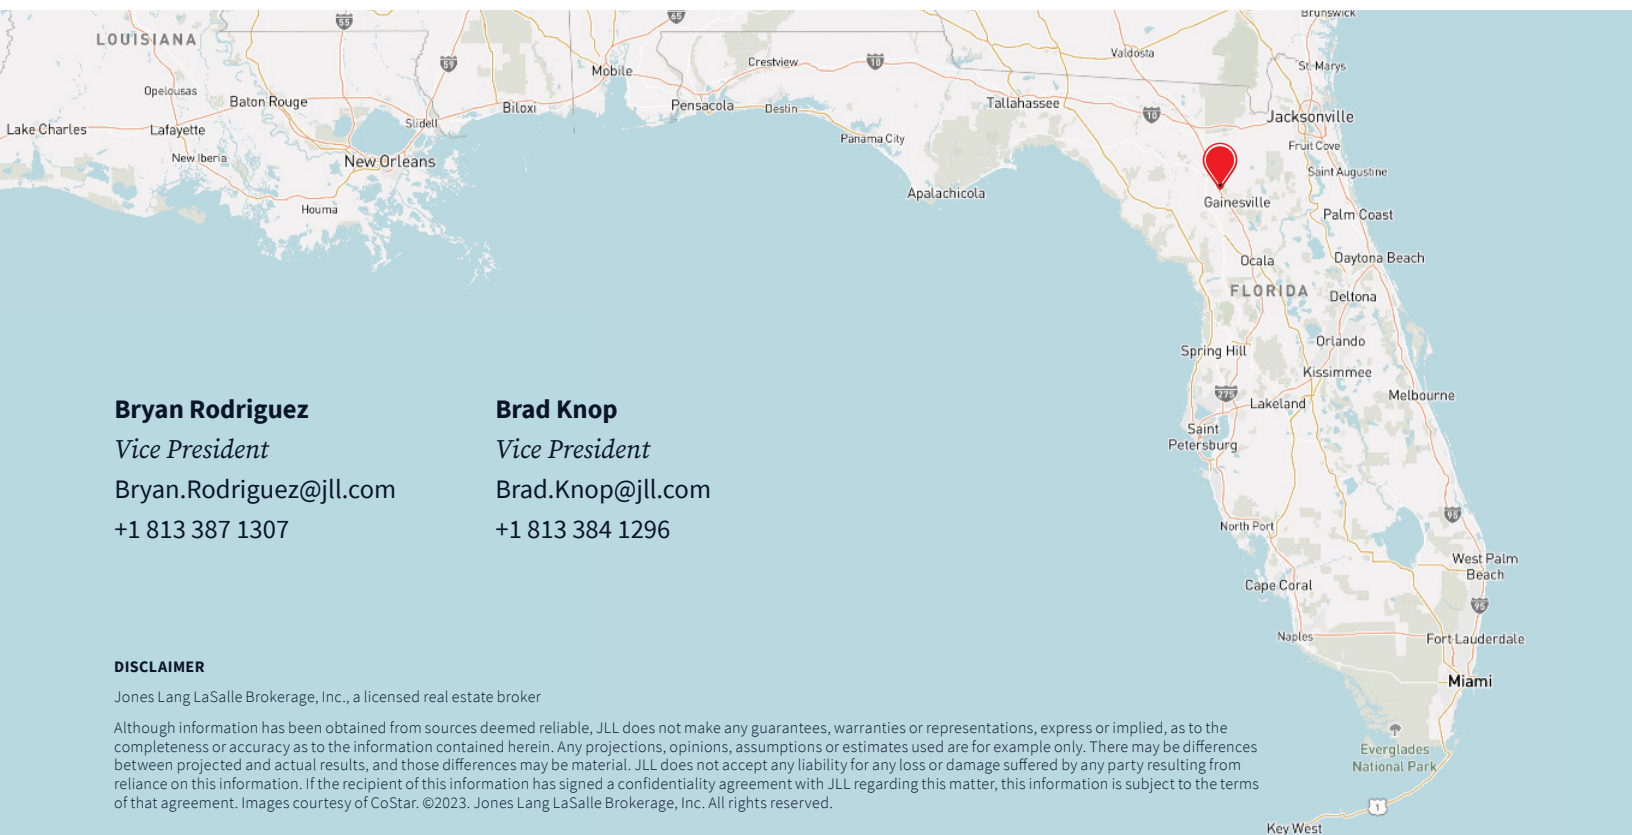 Brunswick
55
65
LOUISIANA
Valdosta
59
Crestview
10
St. Marys
Mobile
Opelousas
Baton Rouge
Biloxi
Pensacola
Destin
Tallahassee
10
Jacksonville
Slidell
Lake Charles
Lafayette
Panama City
Fruit Cove
New Iberia
New Orleans
Saint Augustine
Apalachicola
Gainesville
Houma
Palm Coast
Ocala
Daytona Beach
FLORIDA
Deltona
Orlando
Spring Hill
Kissimmee
275
Lakeland
Melbourne
Saint
Petersburg
95
North Port
West Palm
Beach
Cape Coral
95
Naples
Fort Lauderdale
Miami
Everglades
National Park
1
Key West
Bryan Rodriguez
Vice President
Bryan.Rodriguez@jll.com
+1 813 387 1307
Brad Knop
Vice President
Brad.Knop@jll.com
+1 813 384 1296
DISCLAIMER
Jones Lang LaSalle Brokerage, Inc., a licensed real estate broker
Although information has been obtained from sources deemed reliable, JLL does not make any guarantees, warranties or representations, express or implied, as to the
completeness or accuracy as to the information contained herein. Any projections, opinions, assumptions or estimates used are for example only. There may be differences
between projected and actual results, and those differences may be material. JLL does not accept any liability for any loss or damage suffered by any party resulting from
reliance on this information. If the recipient of this information has signed a confidentiality agreement with JLL regarding this matter, this information is subject to the terms
of that agreement. Images courtesy of CoStar. ©2023. Jones Lang LaSalle Brokerage, Inc. All rights reserved.